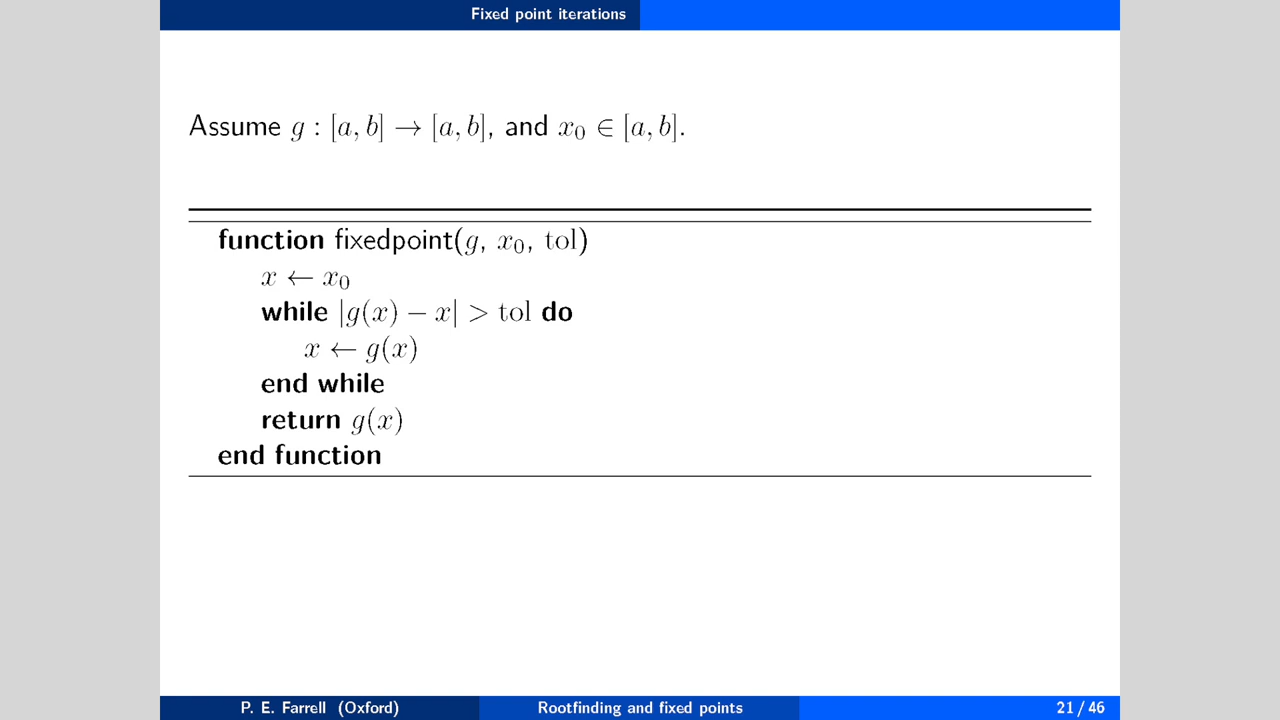 Fixed point iterations
Assume g : [a, b] → [a, b], and x₀ ∈ [a, b].
function fixedpoint(g, x₀, tol)
x ← x₀
while |g(x) − x| > tol do
x ← g(x)
end while
return g(x)
end function
P. E. Farrell (Oxford) Rootfinding and fixed points 21 / 46